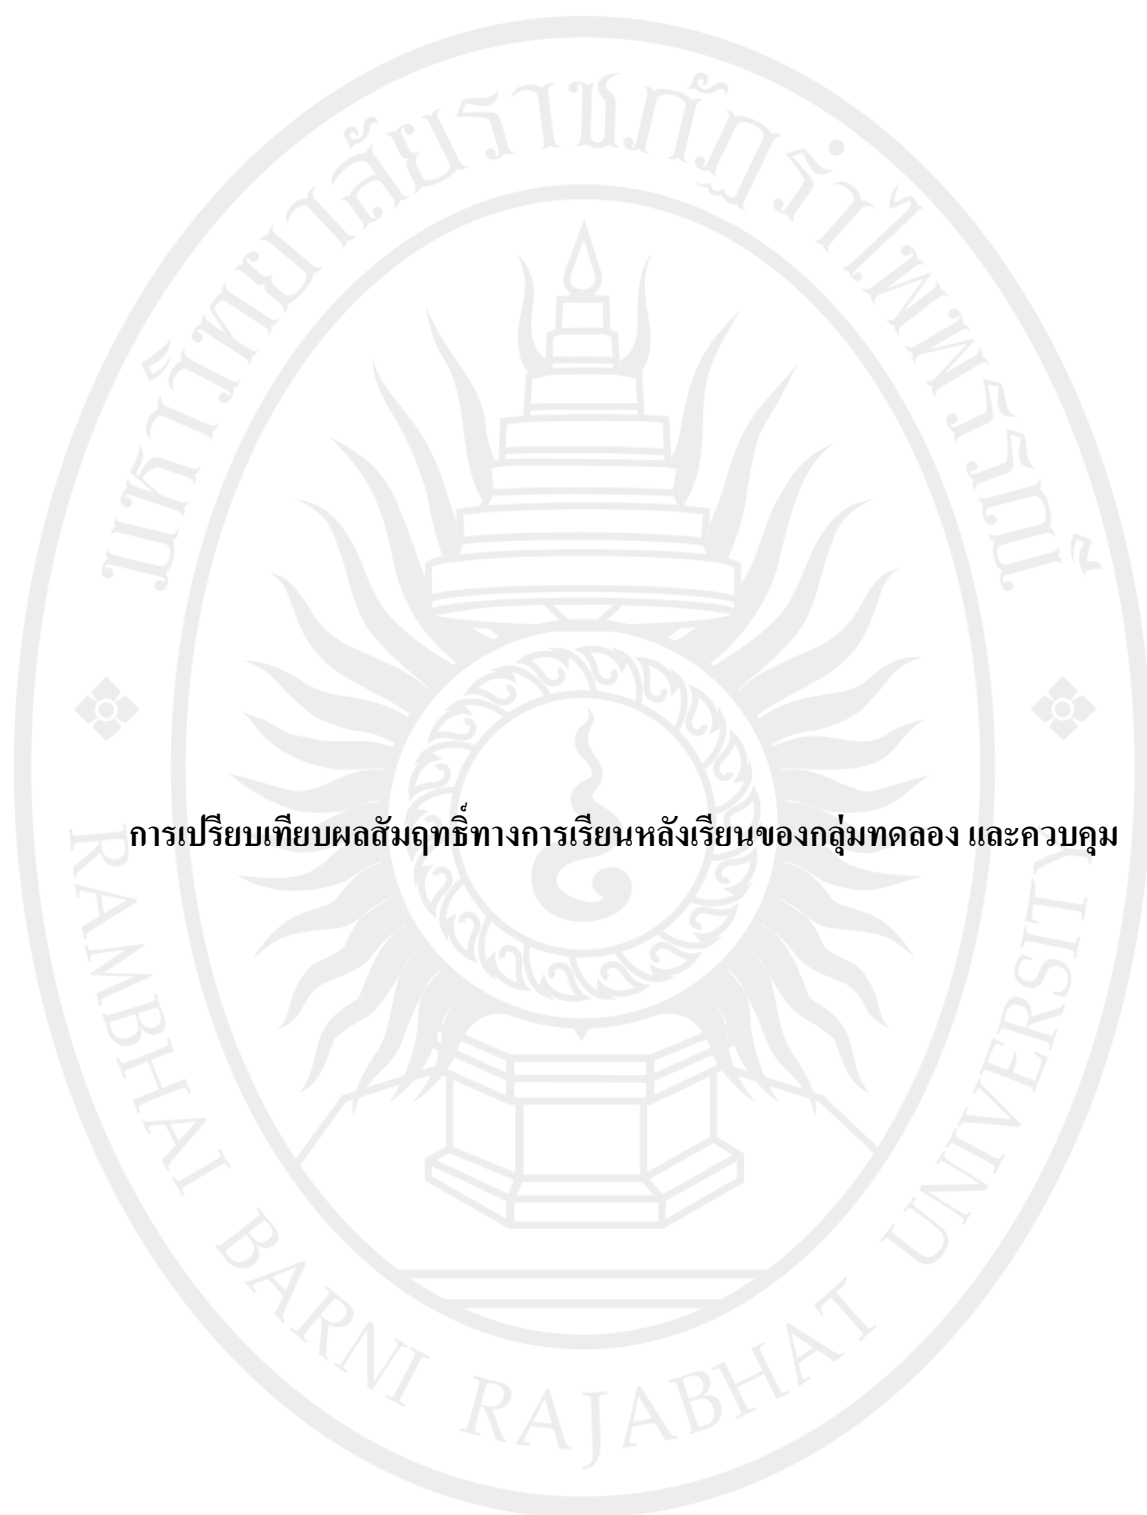 มหาวิทยาลัยราชภัฏรำไพพรรณี
การเปรียบเทียบผลสัมฤทธิ์ทางการเรียนหลังเรียนของกลุ่มทดลอง และควบคุม
RAMBHAI BARNI RAJABHAT UNIVERSITY